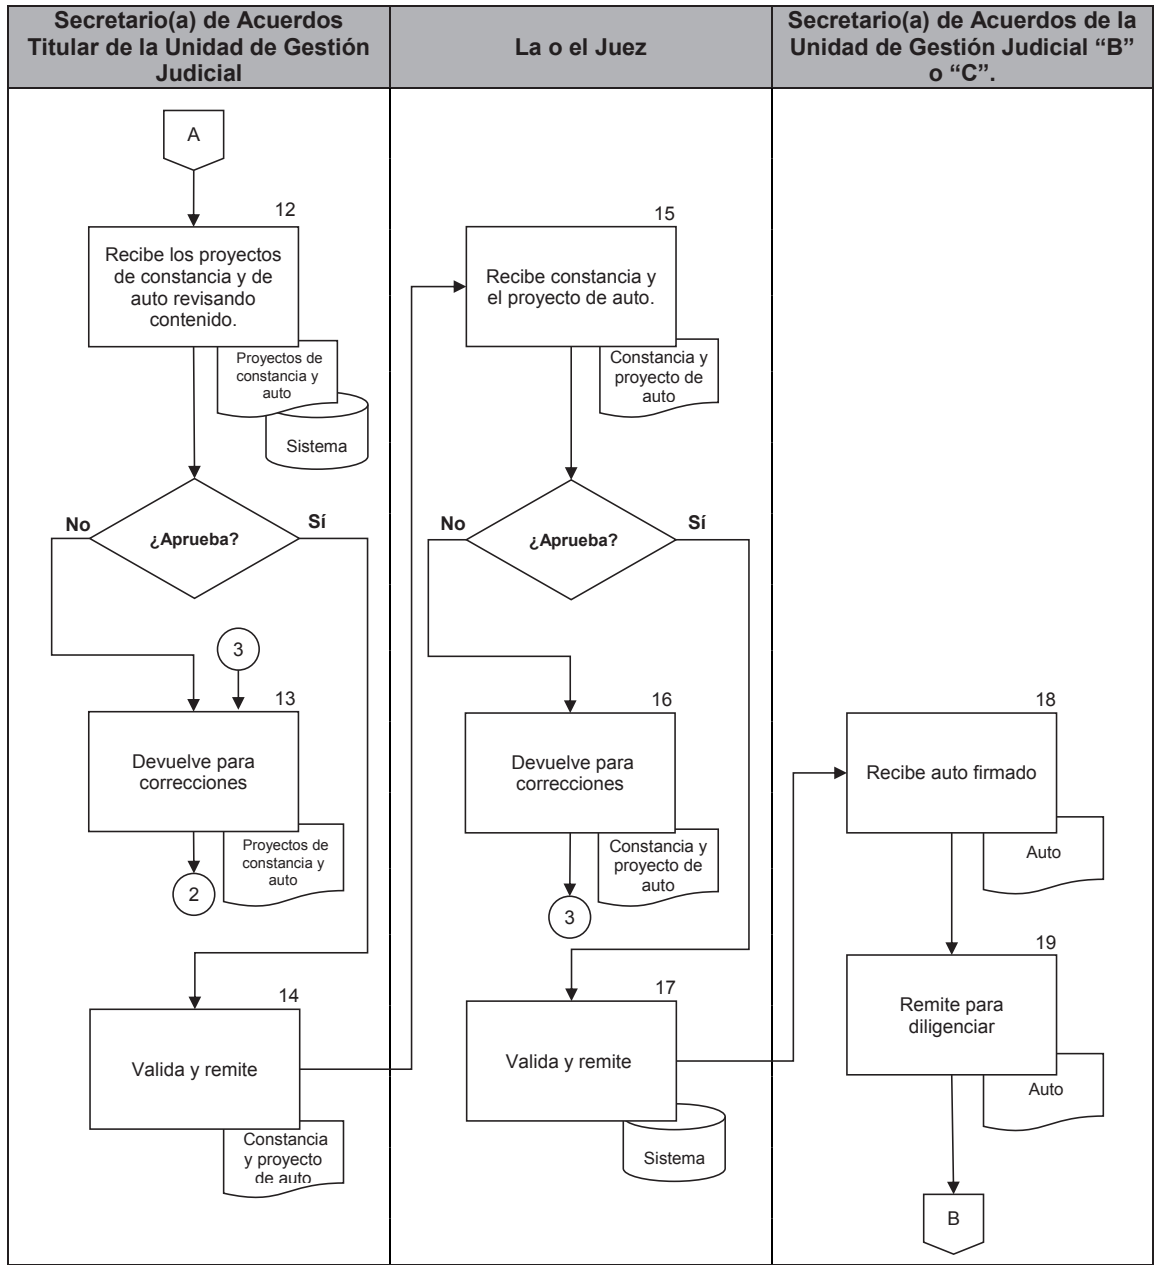 Secretario(a) de Acuerdos
Titular de la Unidad de Gestión
Judicial
La o el Juez
Secretario(a) de Acuerdos de la
Unidad de Gestión Judicial “B”
o “C”.
A
12
Recibe los proyectos
de constancia y de
auto revisando
contenido.
Proyectos de
constancia y
auto
Sistema
¿Aprueba?
No
Sí
3
13
Devuelve para
correcciones
Proyectos de
constancia y
auto
2
14
Valida y remite
Constancia
y proyecto
de auto
15
Recibe constancia y
el proyecto de auto.
Constancia y
proyecto de
auto
¿Aprueba?
No
Sí
16
Devuelve para
correcciones
Constancia y
proyecto de
auto
3
17
Valida y remite
Sistema
18
Recibe auto firmado
Auto
19
Remite para
diligenciar
Auto
B